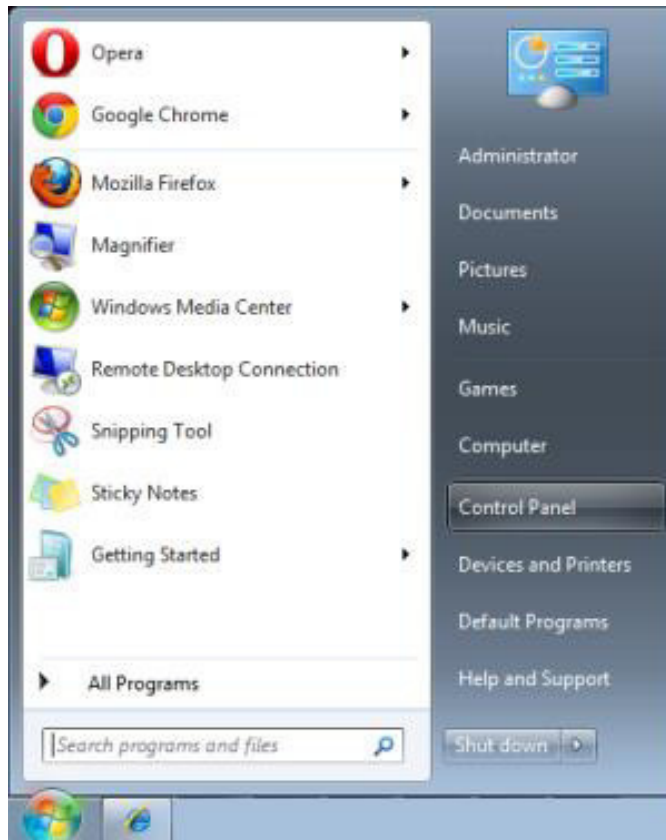 Opera
Google Chrome
Mozilla Firefox
Magnifier
Windows Media Center
Remote Desktop Connection
Snipping Tool
Sticky Notes
Getting Started
All Programs
Search programs and files
Administrator
Documents
Pictures
Music
Games
Computer
Control Panel
Devices and Printers
Default Programs
Help and Support
Shut down